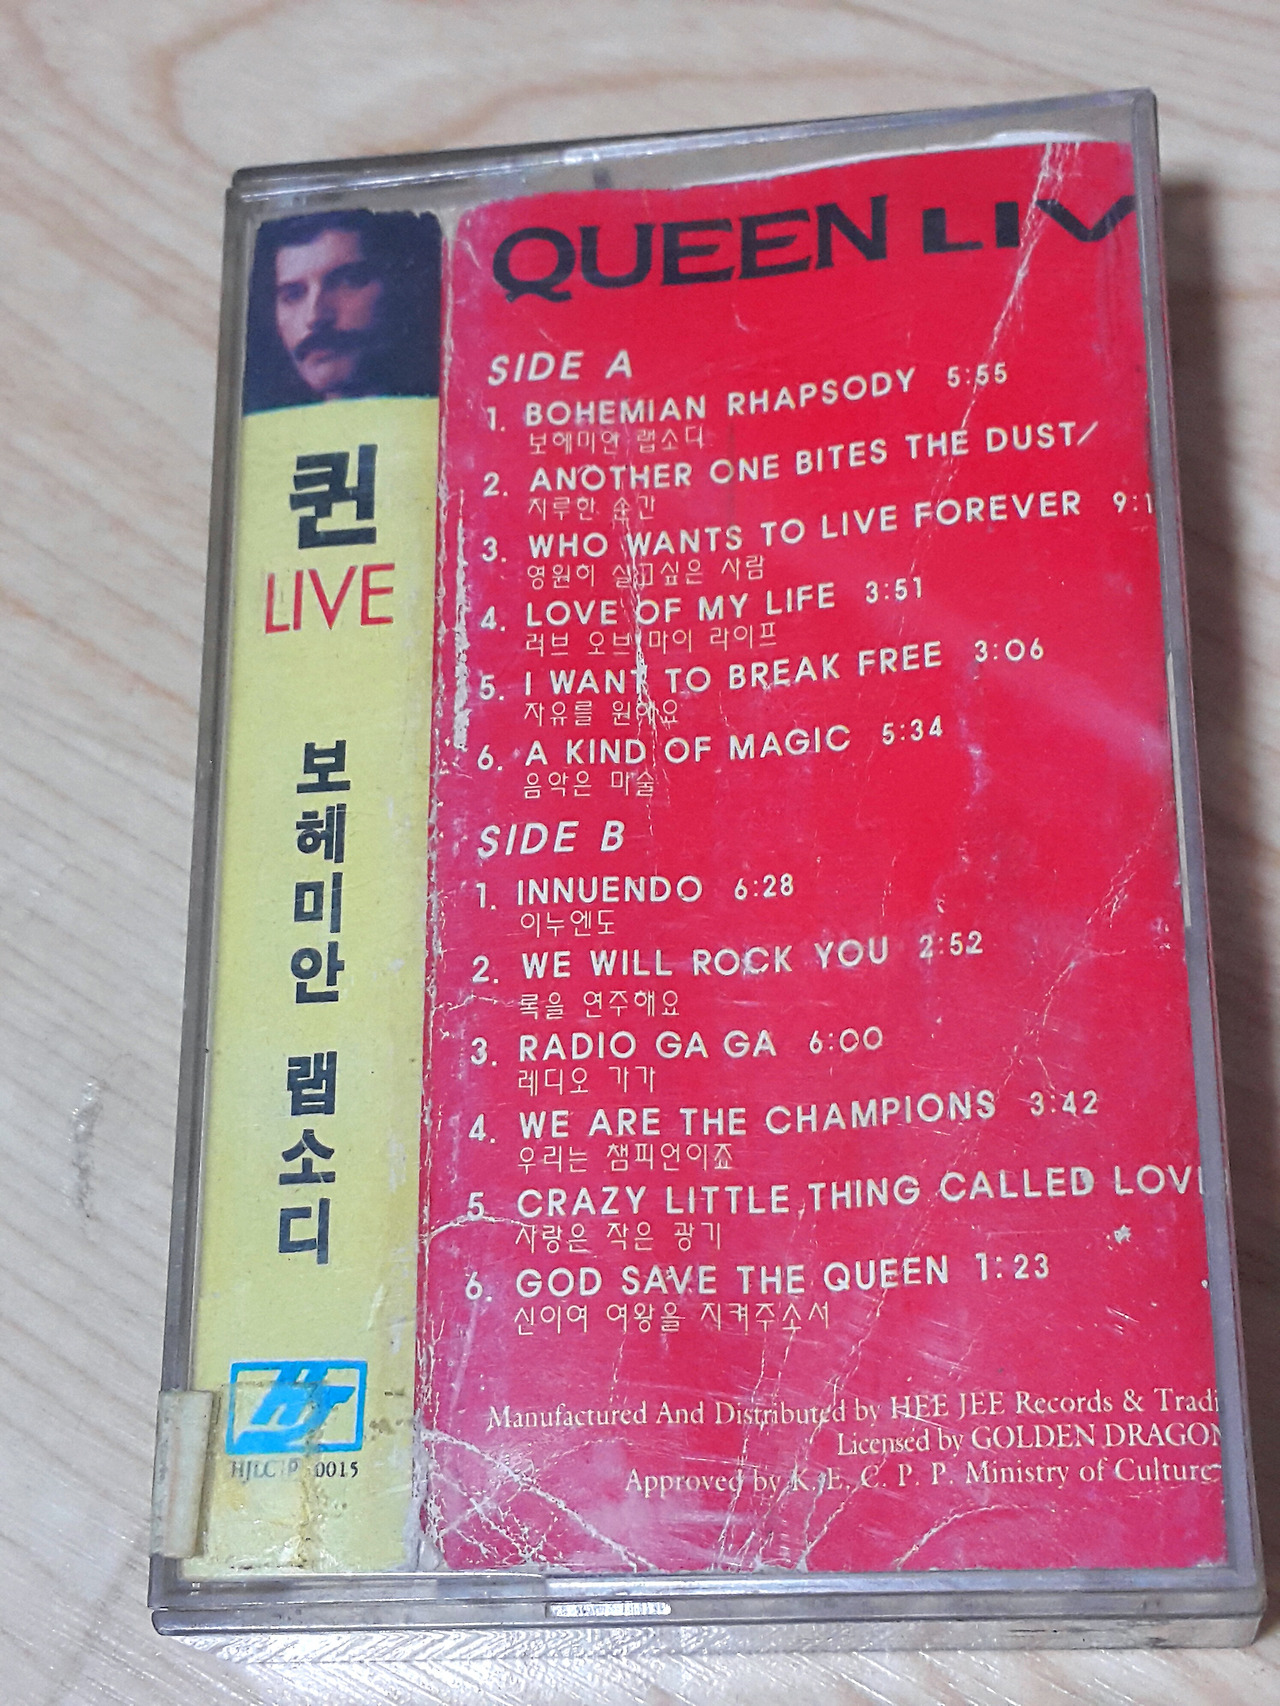 퀸
LIVE
보헤미안 랩소디
HJLC
0015
QUEEN LIV
SIDE A
1. BOHEMIAN RHAPSODY 5:55
보헤미안 랩소디
2. ANOTHER ONE BITES THE DUST/
지루한 순간
3. WHO WANTS TO LIVE FOREVER 9:1
영원히 살고싶은 사람
4. LOVE OF MY LIFE 3:51
러브 오브 마이 라이프
5. I WANT TO BREAK FREE 3:06
자유를 원해요
6. A KIND OF MAGIC 5:34
음악은 마술
SIDE B
1. INNUENDO 6:28
이누엔도
2. WE WILL ROCK YOU 2:52
록을 연주해요
3. RADIO GA GA 6:00
레디오 가가
4. WE ARE THE CHAMPIONS 3:42
우리는 챔피언이죠
5 CRAZY LITTLE THING CALLED LOV
사랑은 작은 광기
6. GOD SAVE THE QUEEN 1:23
신이여 여왕을 지켜주소서
Manufactured And Distributed by HEE JEE Records & Tradi
Licensed by GOLDEN DRAGON
Approved by K. E. C. P. P. Ministry of Culture